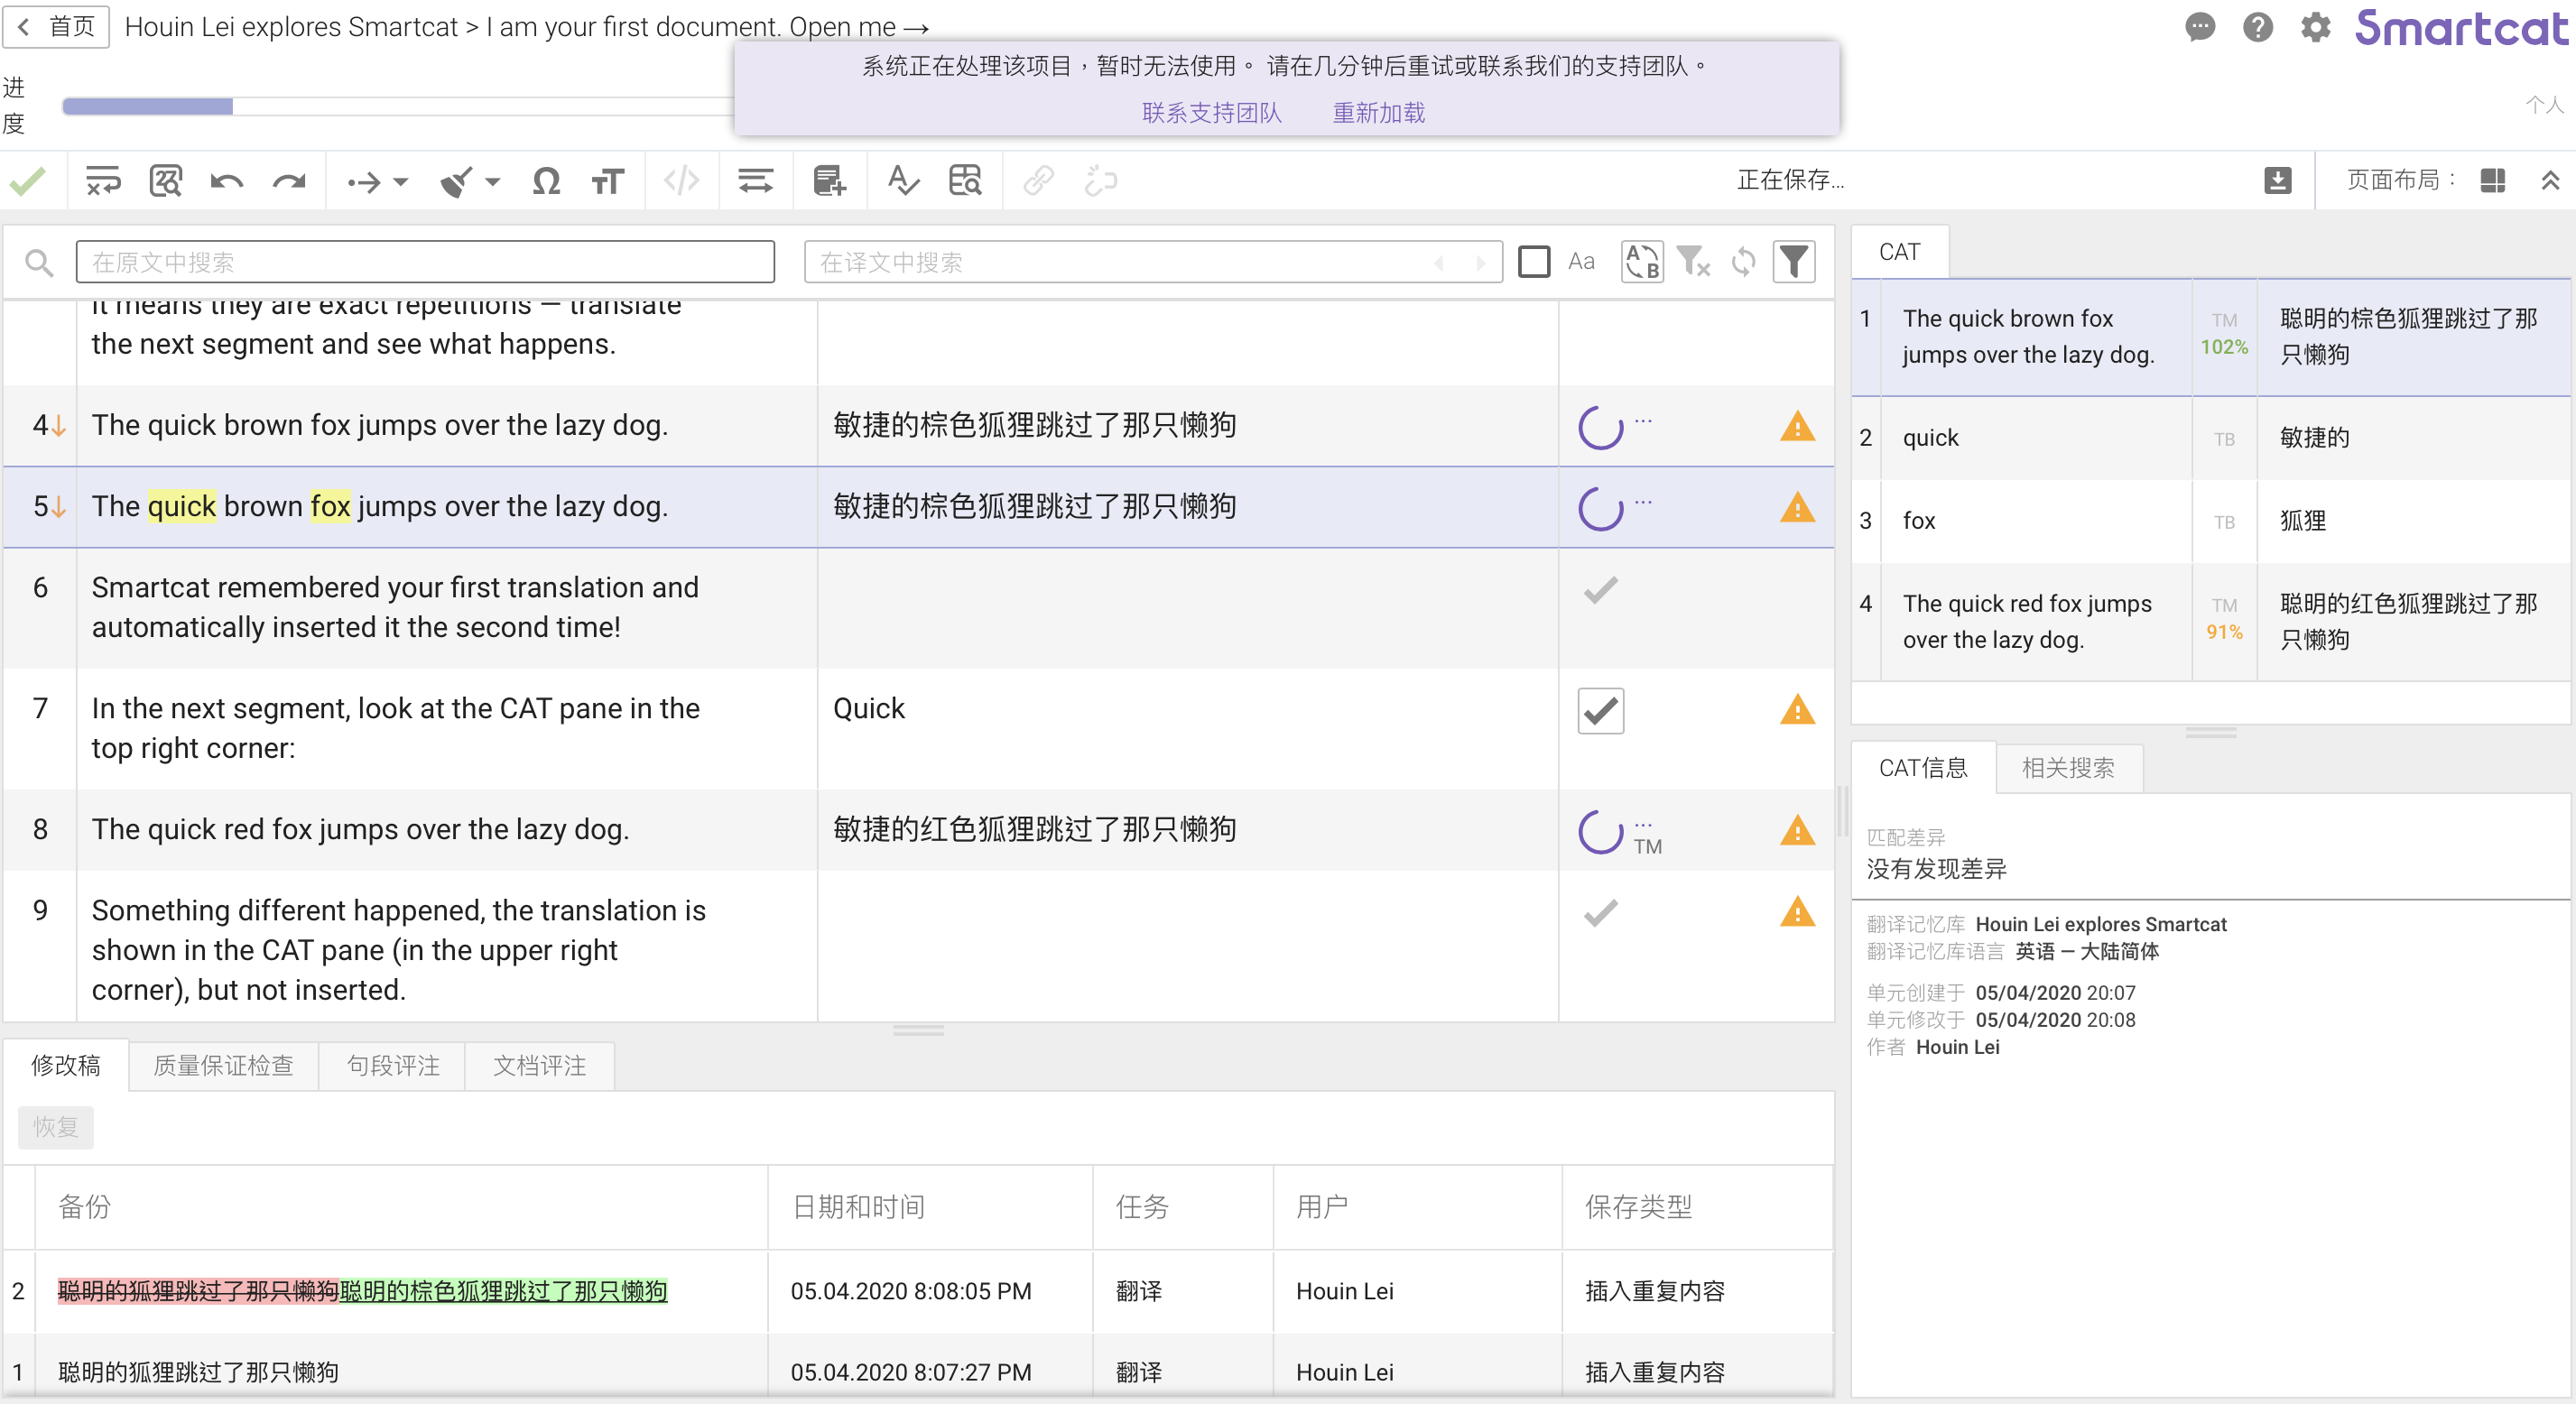 首页
Houin Lei explores Smartcat > I am your first document. Open me →
Smartcat
系统正在处理该项目，暂时无法使用。 请在几分钟后重试或联系我们的支持团队。
联系支持团队 重新加载
进度
个人
正在保存...
页面布局：
在原文中搜索
在译文中搜索
Aa
it means they are exact repetitions — translate
the next segment and see what happens.
4 The quick brown fox jumps over the lazy dog. 敏捷的棕色狐狸跳过了那只懒狗 ...
5 The quick brown fox jumps over the lazy dog. 敏捷的棕色狐狸跳过了那只懒狗 ...
6 Smartcat remembered your first translation and
automatically inserted it the second time!
7 In the next segment, look at the CAT pane in the Quick
top right corner:
8 The quick red fox jumps over the lazy dog. 敏捷的红色狐狸跳过了那只懒狗 ...
TM
9 Something different happened, the translation is
shown in the CAT pane (in the upper right
corner), but not inserted.
修改稿 质量保证检查 句段评注 文档评注
恢复
备份 日期和时间 任务 用户 保存类型
2 聪明的狐狸跳过了那只懒狗聪明的棕色狐狸跳过了那只懒狗 05.04.2020 8:08:05 PM 翻译 Houin Lei 插入重复内容
1 聪明的狐狸跳过了那只懒狗 05.04.2020 8:07:27 PM 翻译 Houin Lei 插入重复内容
CAT
1 The quick brown fox TM 聪明的棕色狐狸跳过了那
jumps over the lazy dog. 102% 只懒狗
2 quick TB 敏捷的
3 fox TB 狐狸
4 The quick red fox jumps TM 聪明的红色狐狸跳过了那
over the lazy dog. 91% 只懒狗
CAT信息 相关搜索
匹配差异
没有发现差异
翻译记忆库 Houin Lei explores Smartcat
翻译记忆库语言 英语 — 大陆简体
单元创建于 05/04/2020 20:07
单元修改于 05/04/2020 20:08
作者 Houin Lei